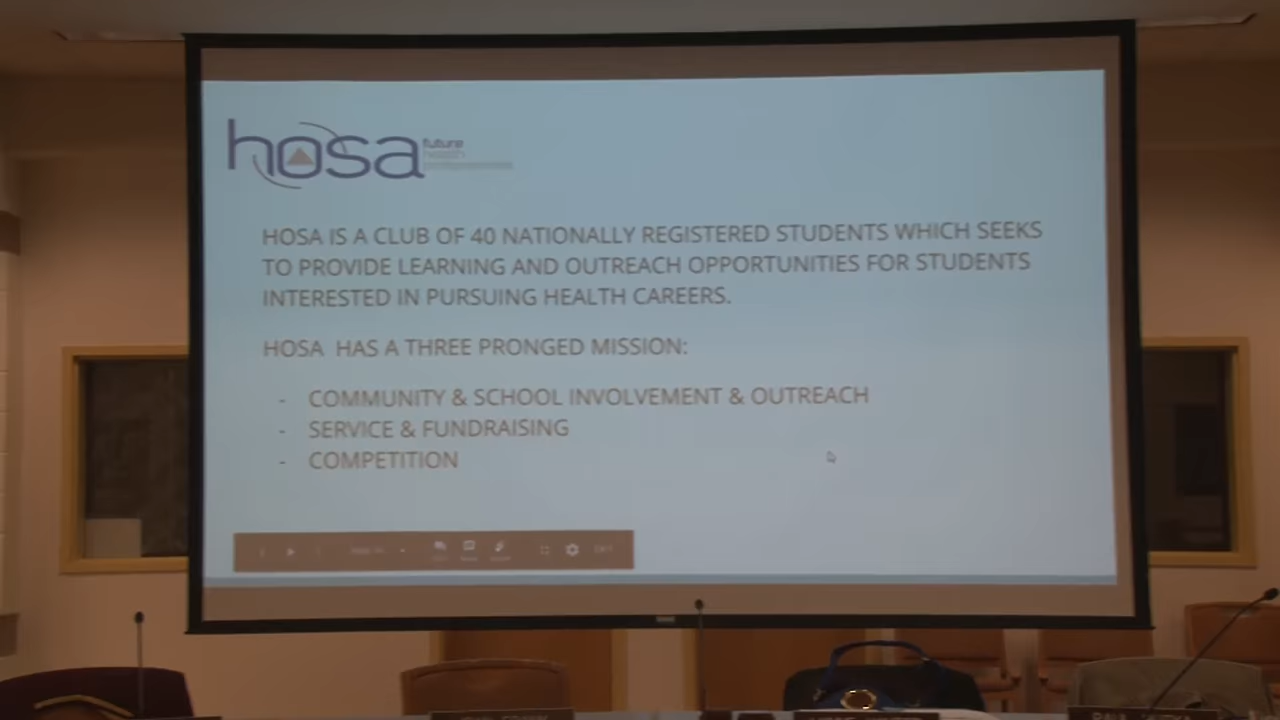 hosa future
health
HOSA IS A CLUB OF 40 NATIONALLY REGISTERED STUDENTS WHICH SEEKS
TO PROVIDE LEARNING AND OUTREACH OPPORTUNITIES FOR STUDENTS
INTERESTED IN PURSUING HEALTH CAREERS.
HOSA HAS A THREE PRONGED MISSION:
- COMMUNITY & SCHOOL INVOLVEMENT & OUTREACH
- SERVICE & FUNDRAISING
- COMPETITION